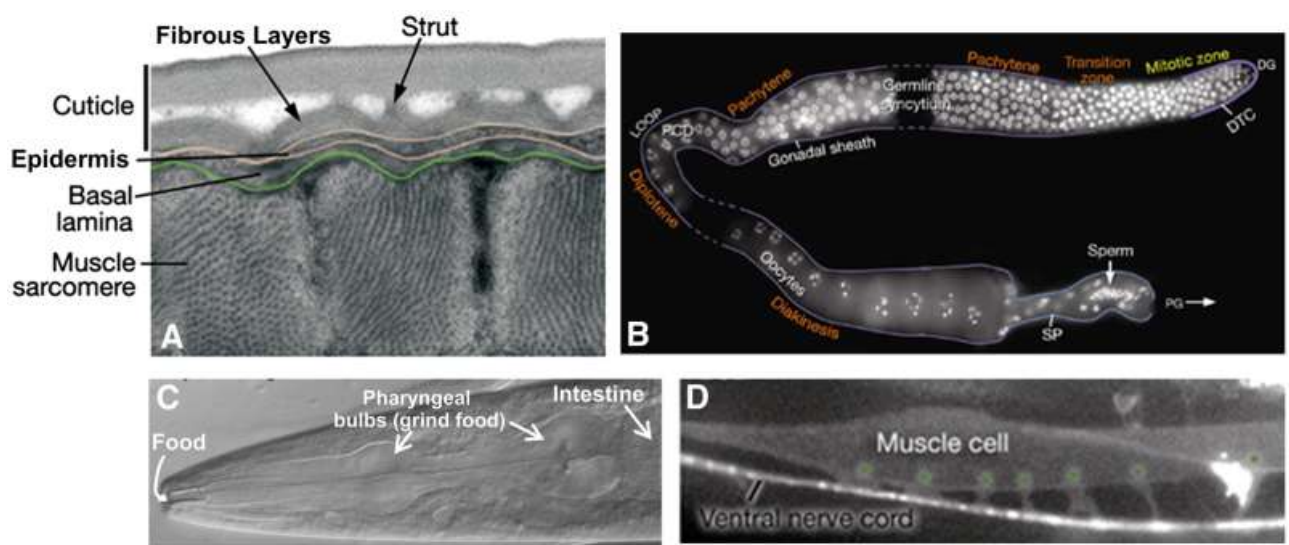 Fibrous Layers
Strut
Cuticle
Epidermis
Basal
lamina
Muscle
sarcomere
A
Pachytene
Transition
zone
Mitotic zone
DG
Pachytene
Germline
syncytium
LOOP
PCD
Gonadal sheath
DTC
Diplotene
Oocytes
Diakinesis
Sperm
PG
SP
B
C
Food
Pharyngeal
bulbs (grind food)
Intestine
D
Muscle cell
Ventral nerve cord